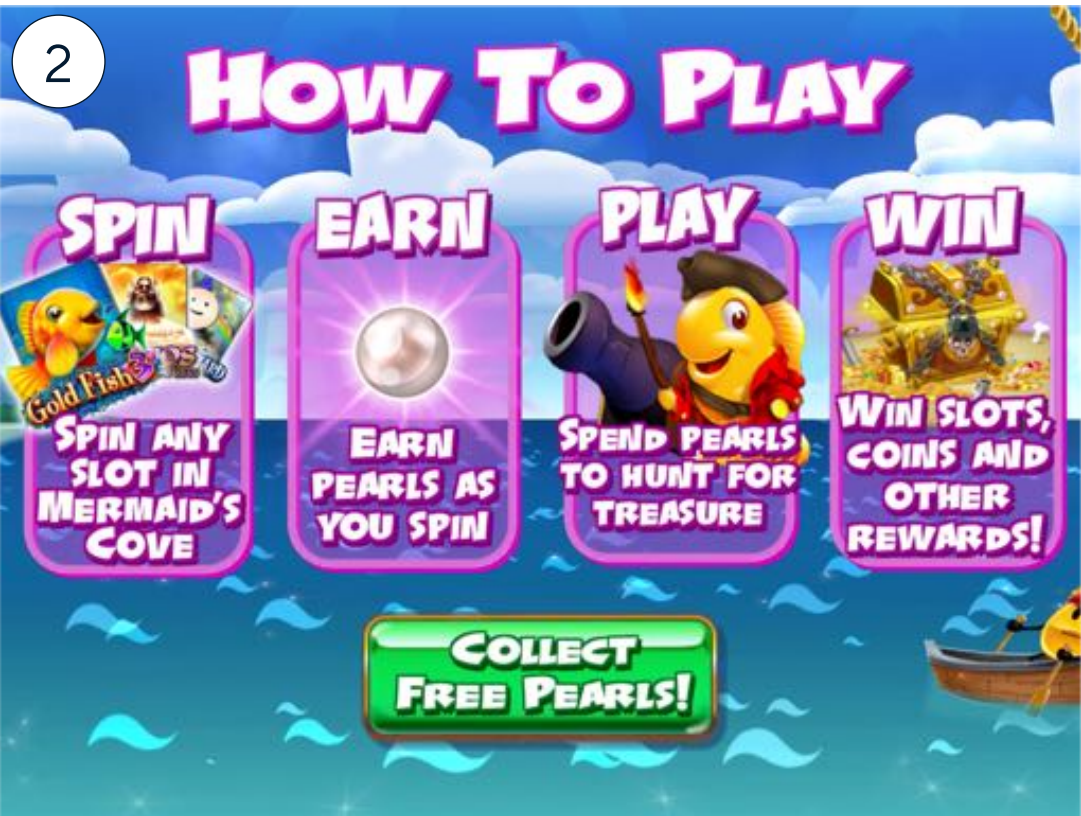 2
HOW TO PLAY
SPIN
Gold Fish 3
SPIN ANY
SLOT IN
MERMAID'S
COVE
EARN
EARN
PEARLS AS
YOU SPIN
PLAY
SPEND PEARLS
TO HUNT FOR
TREASURE
WIN
WIN SLOTS,
COINS AND
OTHER
REWARDS!
COLLECT
FREE PEARLS!